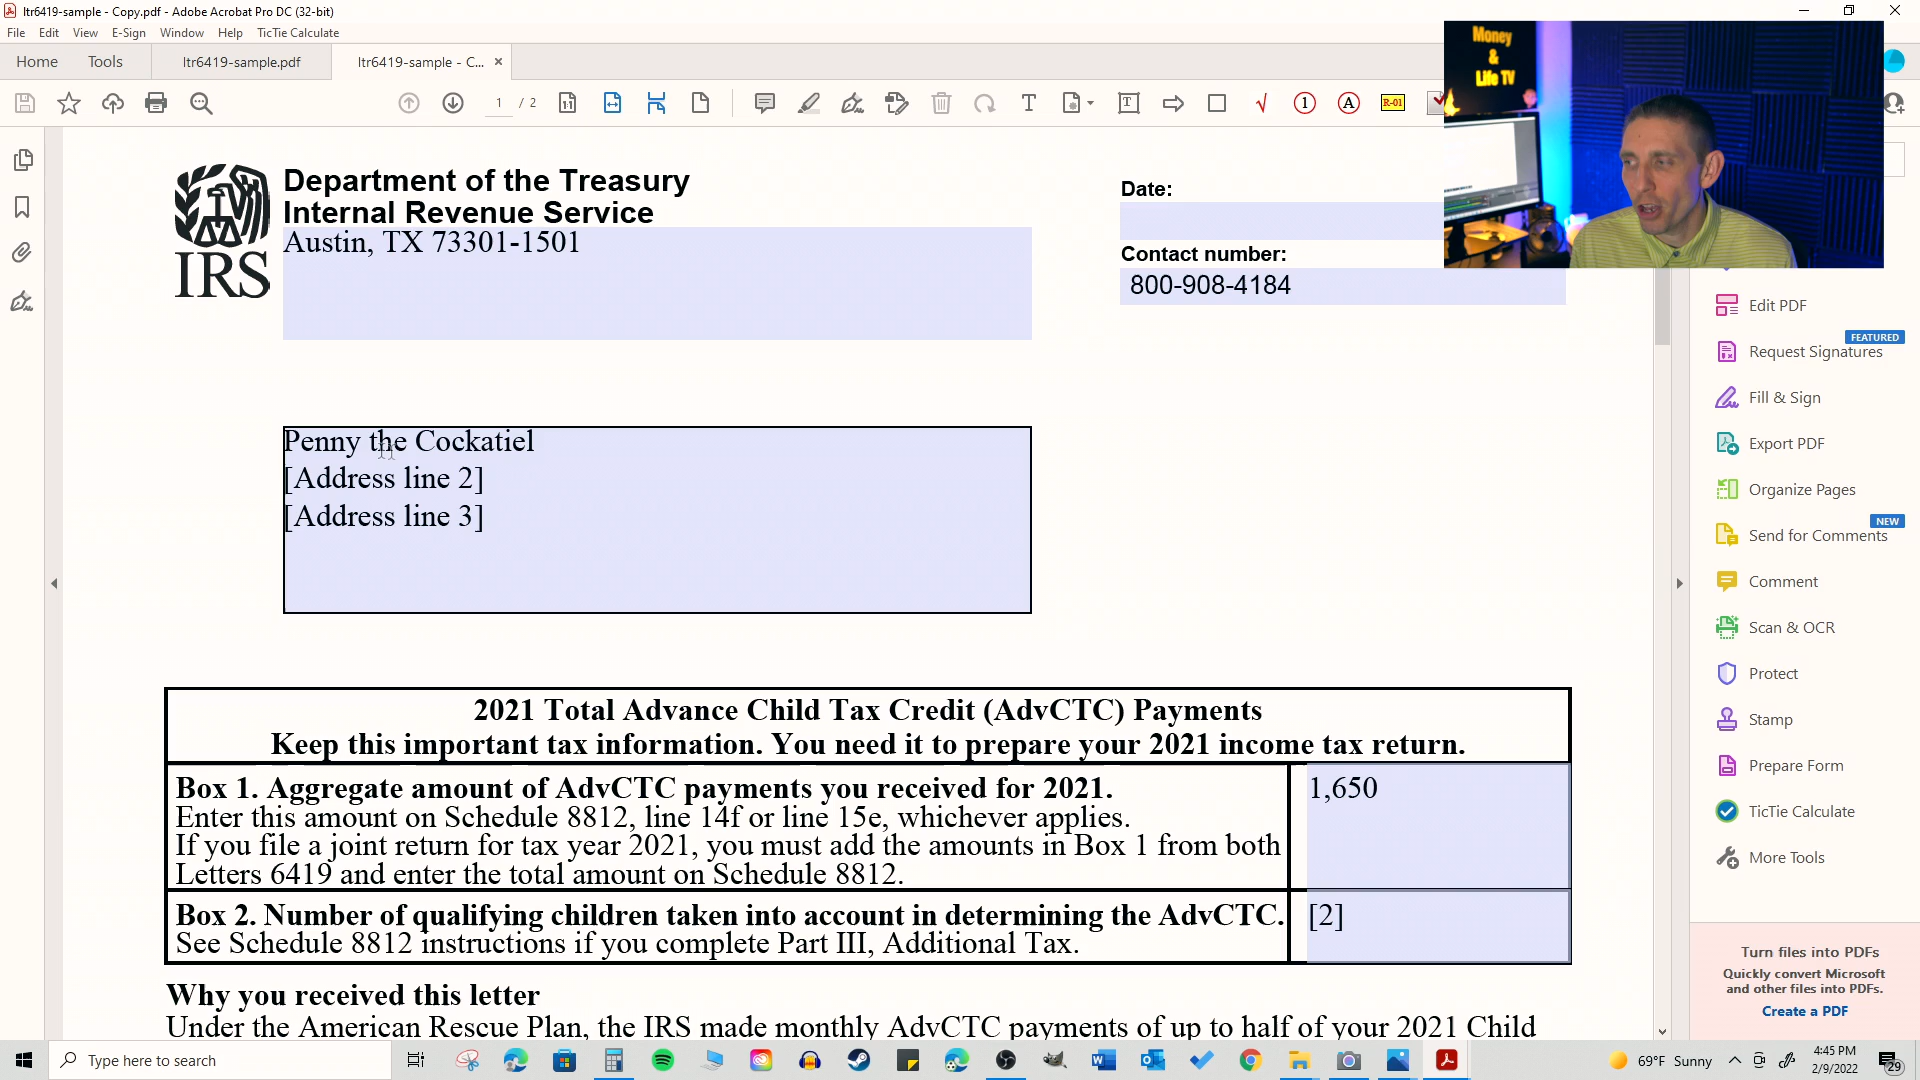 ltr6419-sample - Copy.pdf - Adobe Acrobat Pro DC (32-bit)
File Edit View E-Sign Window Help TicTie Calculate
Home Tools ltr6419-sample.pdf ltr6419-sample - C... ×
1 / 2
R-01
Money
&
Life TV
IRS
Department of the Treasury
Internal Revenue Service
Austin, TX 73301-1501
Date:
Contact number:
800-908-4184
Penny the Cockatiel
[Address line 2]
[Address line 3]
2021 Total Advance Child Tax Credit (AdvCTC) Payments
Keep this important tax information. You need it to prepare your 2021 income tax return.
Box 1. Aggregate amount of AdvCTC payments you received for 2021.
Enter this amount on Schedule 8812, line 14f or line 15e, whichever applies.
If you file a joint return for tax year 2021, you must add the amounts in Box 1 from both
Letters 6419 and enter the total amount on Schedule 8812.
1,650
Box 2. Number of qualifying children taken into account in determining the AdvCTC.
See Schedule 8812 instructions if you complete Part III, Additional Tax.
[2]
Why you received this letter
Under the American Rescue Plan, the IRS made monthly AdvCTC payments of up to half of your 2021 Child
Edit PDF
FEATURED
Request Signatures
Fill & Sign
Export PDF
Organize Pages
NEW
Send for Comments
Comment
Scan & OCR
Protect
Stamp
Prepare Form
TicTie Calculate
More Tools
Turn files into PDFs
Quickly convert Microsoft
and other files into PDFs.
Create a PDF
Type here to search
69°F Sunny
4:45 PM
2/9/2022
29